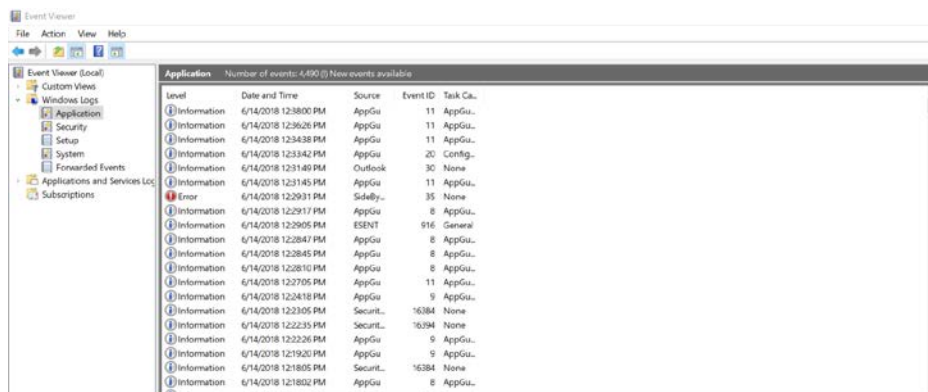 Event Viewer
File Action View Help
Event Viewer (Local)
Custom Views
Windows Logs
Application
Security
Setup
System
Forwarded Events
Applications and Services Log
Subscriptions
Application Number of events: 4,490 (!) New events available
Level Date and Time Source Event ID Task Ca...
Information 6/14/2018 12:38:00 PM AppGu 11 AppGu...
Information 6/14/2018 12:36:26 PM AppGu 11 AppGu...
Information 6/14/2018 12:34:38 PM AppGu 11 AppGu...
Information 6/14/2018 12:33:42 PM AppGu 20 Config...
Information 6/14/2018 12:31:49 PM Outlook 30 None
Information 6/14/2018 12:31:45 PM AppGu 11 AppGu...
Error 6/14/2018 12:29:31 PM SideBy... 35 None
Information 6/14/2018 12:29:17 PM AppGu 8 AppGu...
Information 6/14/2018 12:29:05 PM ESENT 916 General
Information 6/14/2018 12:28:47 PM AppGu 8 AppGu...
Information 6/14/2018 12:28:45 PM AppGu 8 AppGu...
Information 6/14/2018 12:28:10 PM AppGu 8 AppGu...
Information 6/14/2018 12:27:05 PM AppGu 11 AppGu...
Information 6/14/2018 12:24:18 PM AppGu 9 AppGu...
Information 6/14/2018 12:23:05 PM Securit... 16384 None
Information 6/14/2018 12:22:35 PM Securit... 16394 None
Information 6/14/2018 12:22:26 PM AppGu 9 AppGu...
Information 6/14/2018 12:19:20 PM AppGu 9 AppGu...
Information 6/14/2018 12:18:05 PM Securit... 16384 None
Information 6/14/2018 12:18:02 PM AppGu 8 AppGu...